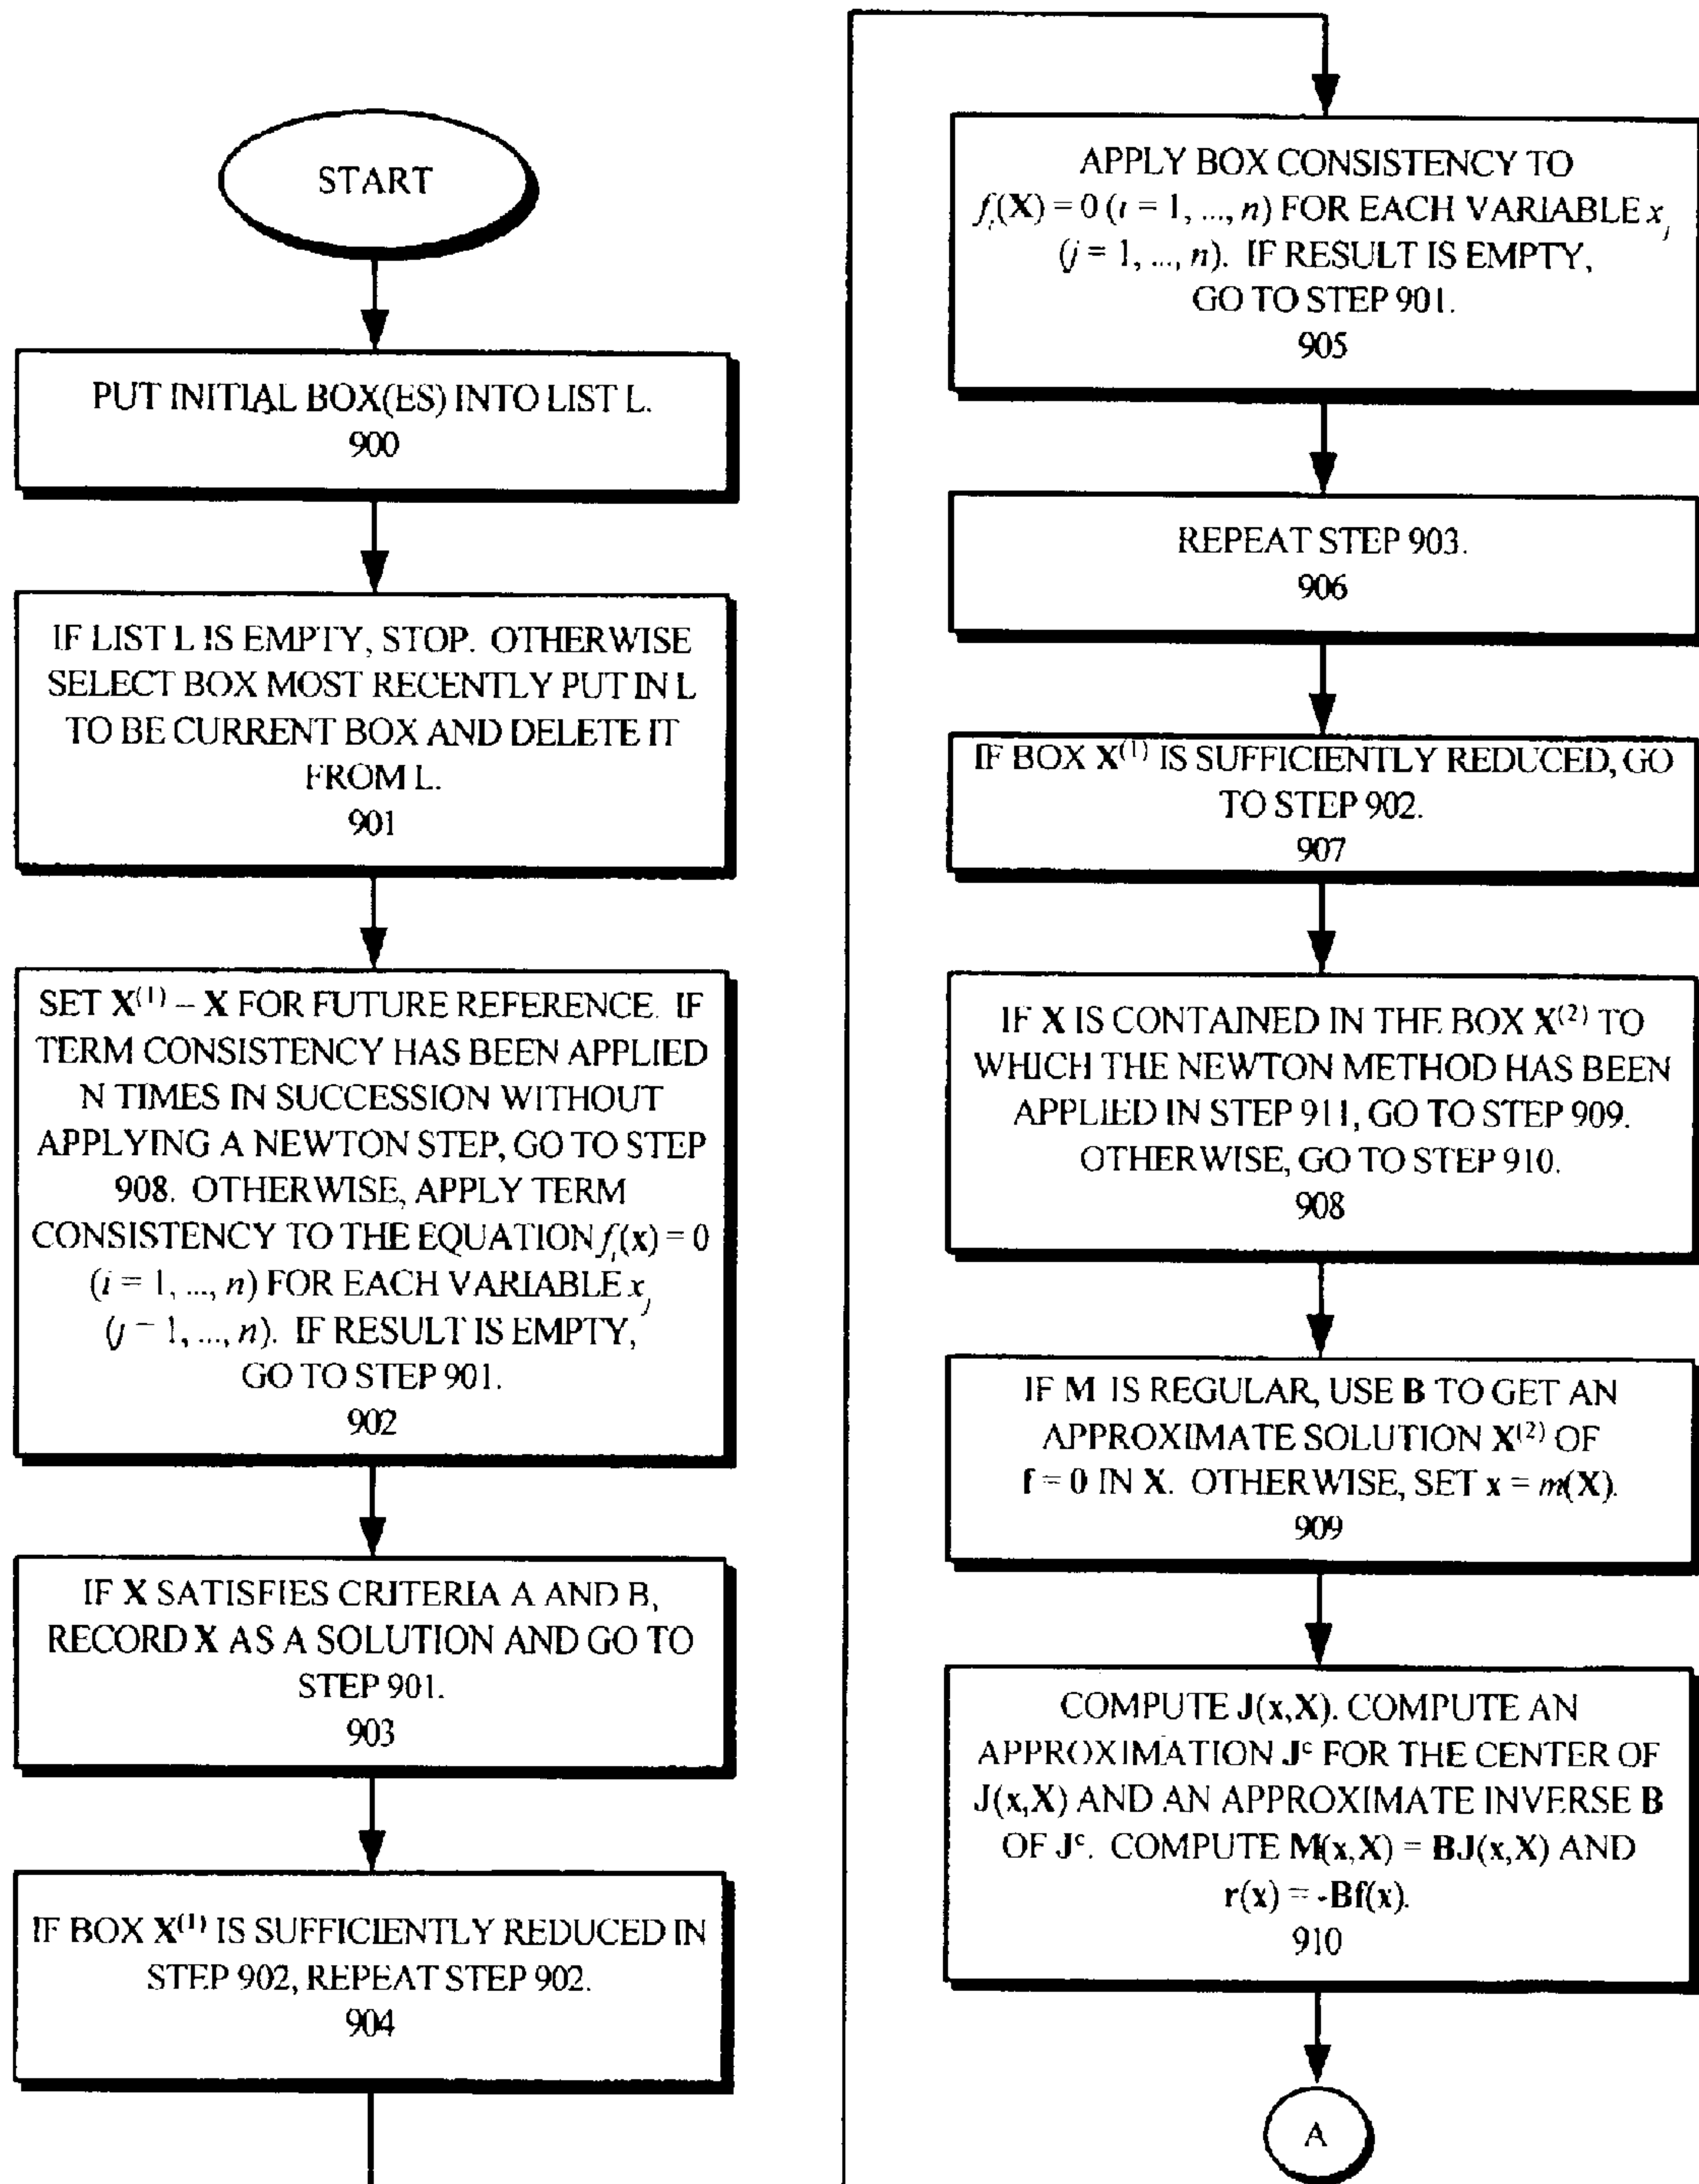 START
PUT INITIAL BOX(ES) INTO LIST L.
900
IF LIST L IS EMPTY, STOP. OTHERWISE
SELECT BOX MOST RECENTLY PUT IN L
TO BE CURRENT BOX AND DELETE IT
FROM L.
901
SET X⁽¹⁾ – X FOR FUTURE REFERENCE. IF
TERM CONSISTENCY HAS BEEN APPLIED
N TIMES IN SUCCESSION WITHOUT
APPLYING A NEWTON STEP, GO TO STEP
908. OTHERWISE, APPLY TERM
CONSISTENCY TO THE EQUATION fᵢ(x) = 0
(i = 1, ..., n) FOR EACH VARIABLE xⱼ
(j – 1, ..., n). IF RESULT IS EMPTY,
GO TO STEP 901.
902
IF X SATISFIES CRITERIA A AND B,
RECORD X AS A SOLUTION AND GO TO
STEP 901.
903
IF BOX X⁽¹⁾ IS SUFFICIENTLY REDUCED IN
STEP 902, REPEAT STEP 902.
904
APPLY BOX CONSISTENCY TO
fᵢ(X) = 0 (i = 1, ..., n) FOR EACH VARIABLE xⱼ
(j = 1, ..., n). IF RESULT IS EMPTY,
GO TO STEP 901.
905
REPEAT STEP 903.
906
IF BOX X⁽¹⁾ IS SUFFICIENTLY REDUCED, GO
TO STEP 902.
907
IF X IS CONTAINED IN THE BOX X⁽²⁾ TO
WHICH THE NEWTON METHOD HAS BEEN
APPLIED IN STEP 911, GO TO STEP 909.
OTHERWISE, GO TO STEP 910.
908
IF M IS REGULAR, USE B TO GET AN
APPROXIMATE SOLUTION X⁽²⁾ OF
f = 0 IN X. OTHERWISE, SET x = m(X).
909
COMPUTE J(x,X). COMPUTE AN
APPROXIMATION Jᶜ FOR THE CENTER OF
J(x,X) AND AN APPROXIMATE INVERSE B
OF Jᶜ. COMPUTE M(x,X) = BJ(x,X) AND
r(x) = -Bf(x).
910
A